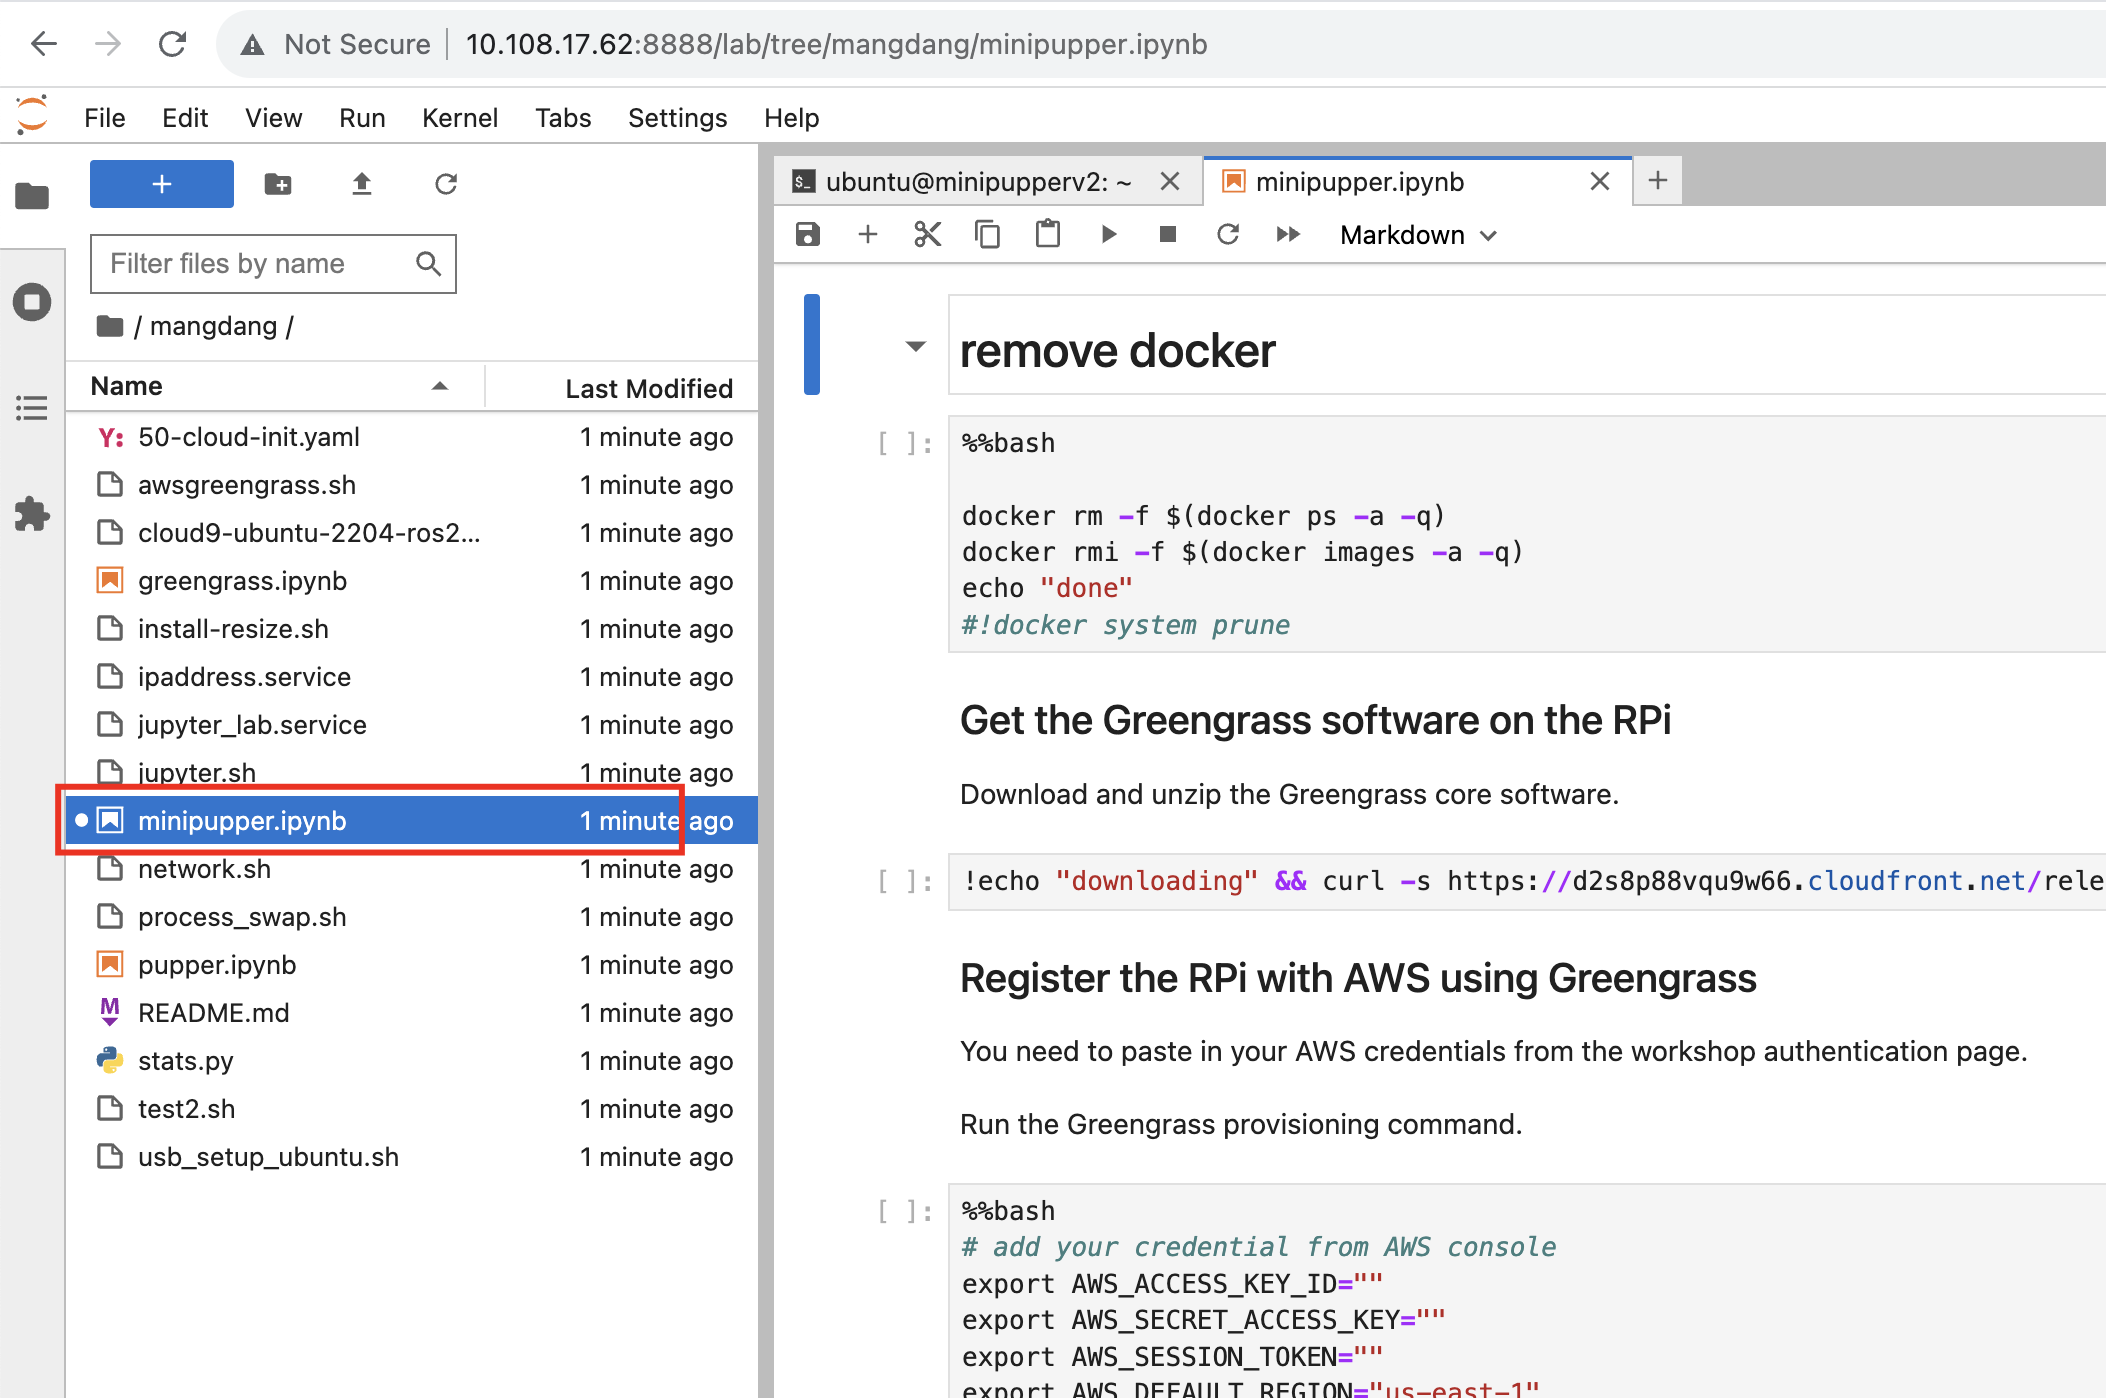 Not Secure 10.108.17.62:8888/lab/tree/mangdang/minipupper.ipynb
File Edit View Run Kernel Tabs Settings Help
Filter files by name
/ mangdang /
Name Last Modified
Y: 50-cloud-init.yaml 1 minute ago
awsgreengrass.sh 1 minute ago
cloud9-ubuntu-2204-ros2... 1 minute ago
greengrass.ipynb 1 minute ago
install-resize.sh 1 minute ago
ipaddress.service 1 minute ago
jupyter_lab.service 1 minute ago
jupyter.sh 1 minute ago
minipupper.ipynb 1 minute ago
network.sh 1 minute ago
process_swap.sh 1 minute ago
pupper.ipynb 1 minute ago
M README.md 1 minute ago
stats.py 1 minute ago
test2.sh 1 minute ago
usb_setup_ubuntu.sh 1 minute ago
$_ ubuntu@minipupperv2: ~ minipupper.ipynb
Markdown
remove docker
[ ]: %%bash
docker rm -f $(docker ps -a -q)
docker rmi -f $(docker images -a -q)
echo "done"
#!docker system prune
Get the Greengrass software on the RPi
Download and unzip the Greengrass core software.
[ ]: !echo "downloading" && curl -s https://d2s8p88vqu9w66.cloudfront.net/rele
Register the RPi with AWS using Greengrass
You need to paste in your AWS credentials from the workshop authentication page.
Run the Greengrass provisioning command.
[ ]: %%bash
# add your credential from AWS console
export AWS_ACCESS_KEY_ID=""
export AWS_SECRET_ACCESS_KEY=""
export AWS_SESSION_TOKEN=""
export AWS_DEFAULT_REGION="us-east-1"